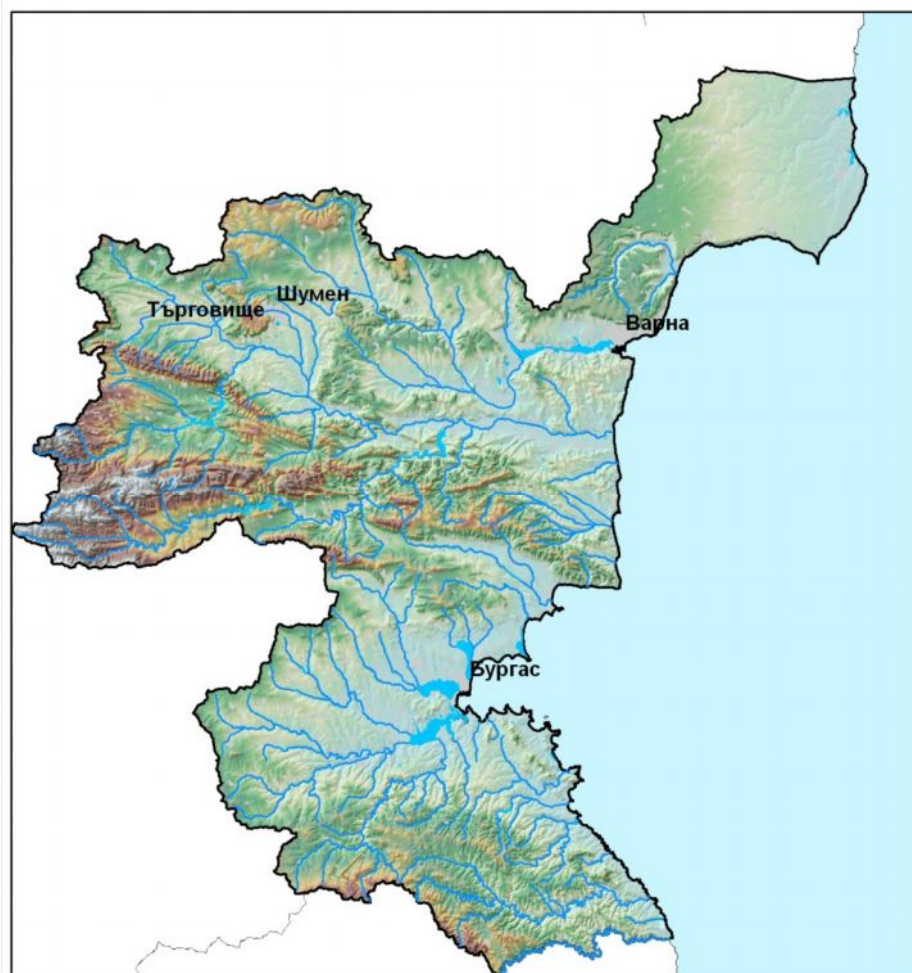 Шумен
Търговище
Варна
Бургас